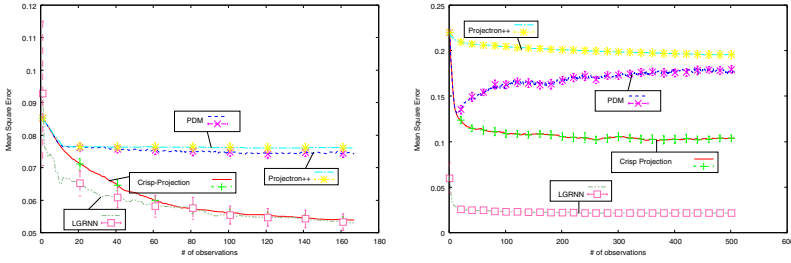 0.12
0.11
0.1
0.09
0.08
0.07
0.06
0.05
Mean Square Error
0 20 40 60 80 100 120 140 160 180
# of observations
PDM
Projectron++
Crisp-Projection
LGRNN
0.25
0.2
0.15
0.1
0.05
0
Mean Square Error
0 100 200 300 400 500 600
# of observations
Projectron++
PDM
Crisp Projection
LGRNN